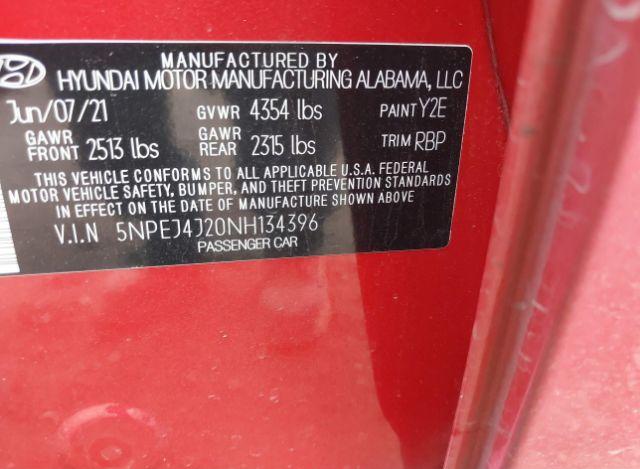 MANUFACTURED BY
HYUNDAI MOTOR MANUFACTURING ALABAMA, LLC
Jun/07/21 GVWR 4354 lbs PAINT Y2E
GAWR FRONT 2513 lbs GAWR REAR 2315 lbs TRIM RBP
THIS VEHICLE CONFORMS TO ALL APPLICABLE U.S.A. FEDERAL
MOTOR VEHICLE SAFETY, BUMPER, AND THEFT PREVENTION STANDARDS
IN EFFECT ON THE DATE OF MANUFACTURE SHOWN ABOVE
V.I.N 5NPEJ4J20NH134396
PASSENGER CAR